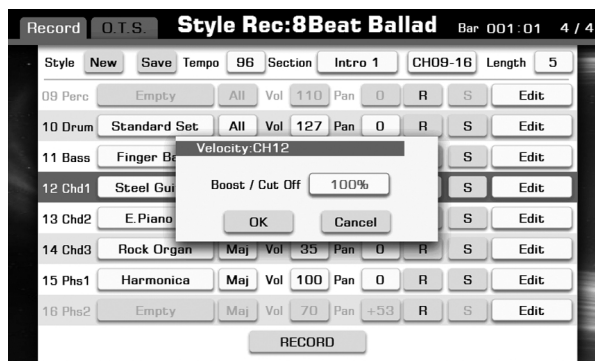 Record O.T.S. Style Rec:8Beat Ballad Bar 001:01 4 / 4
Style New Save Tempo 96 Section Intro 1 CH09-16 Length 5
09 Perc Empty All Vol 110 Pan 0 R S Edit
10 Drum Standard Set All Vol 127 Pan 0 R S Edit
Velocity:CH12
11 Bass Finger Ba S Edit
12 Chd1 Steel Gui Boost / Cut Off 100% S Edit
13 Chd2 E.Piano OK Cancel S Edit
14 Chd3 Rock Organ Maj Vol 35 Pan 0 R S Edit
15 Phs1 Harmonica Maj Vol 100 Pan 0 R S Edit
16 Phs2 Empty Maj Vol 70 Pan +53 R S Edit
RECORD